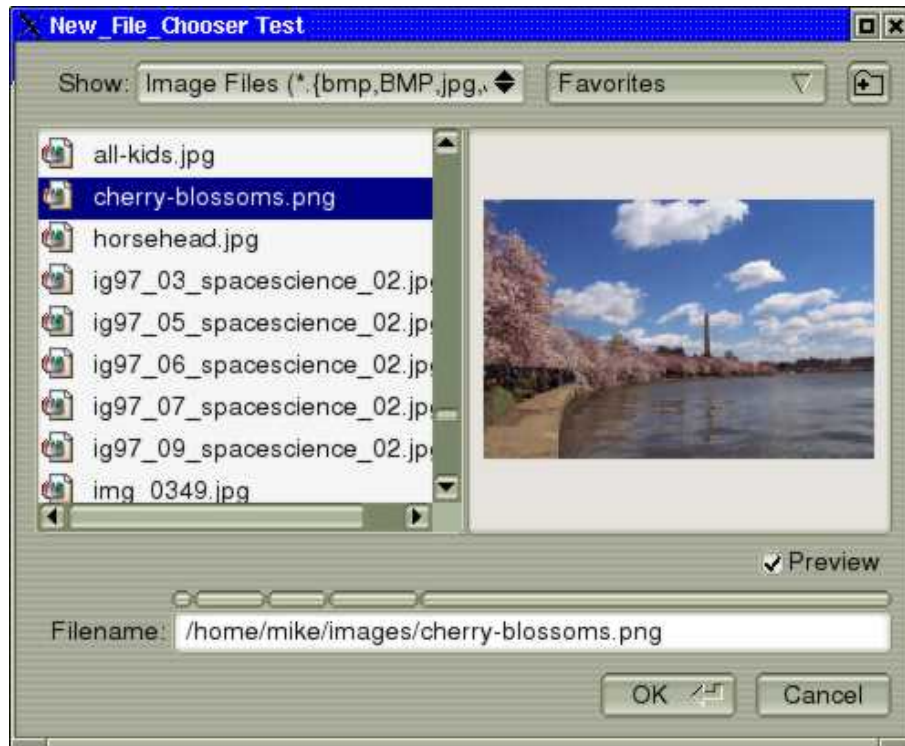 New_File_Chooser Test
Show: Image Files (*.{bmp,BMP,jpg, Favorites
all-kids.jpg
cherry-blossoms.png
horsehead.jpg
ig97_03_spacescience_02.jp
ig97_05_spacescience_02.jp
ig97_06_spacescience_02.jp
ig97_07_spacescience_02.jp
ig97_09_spacescience_02.jp
img_0349.jpg
Preview
Filename: /home/mike/images/cherry-blossoms.png
OK Cancel